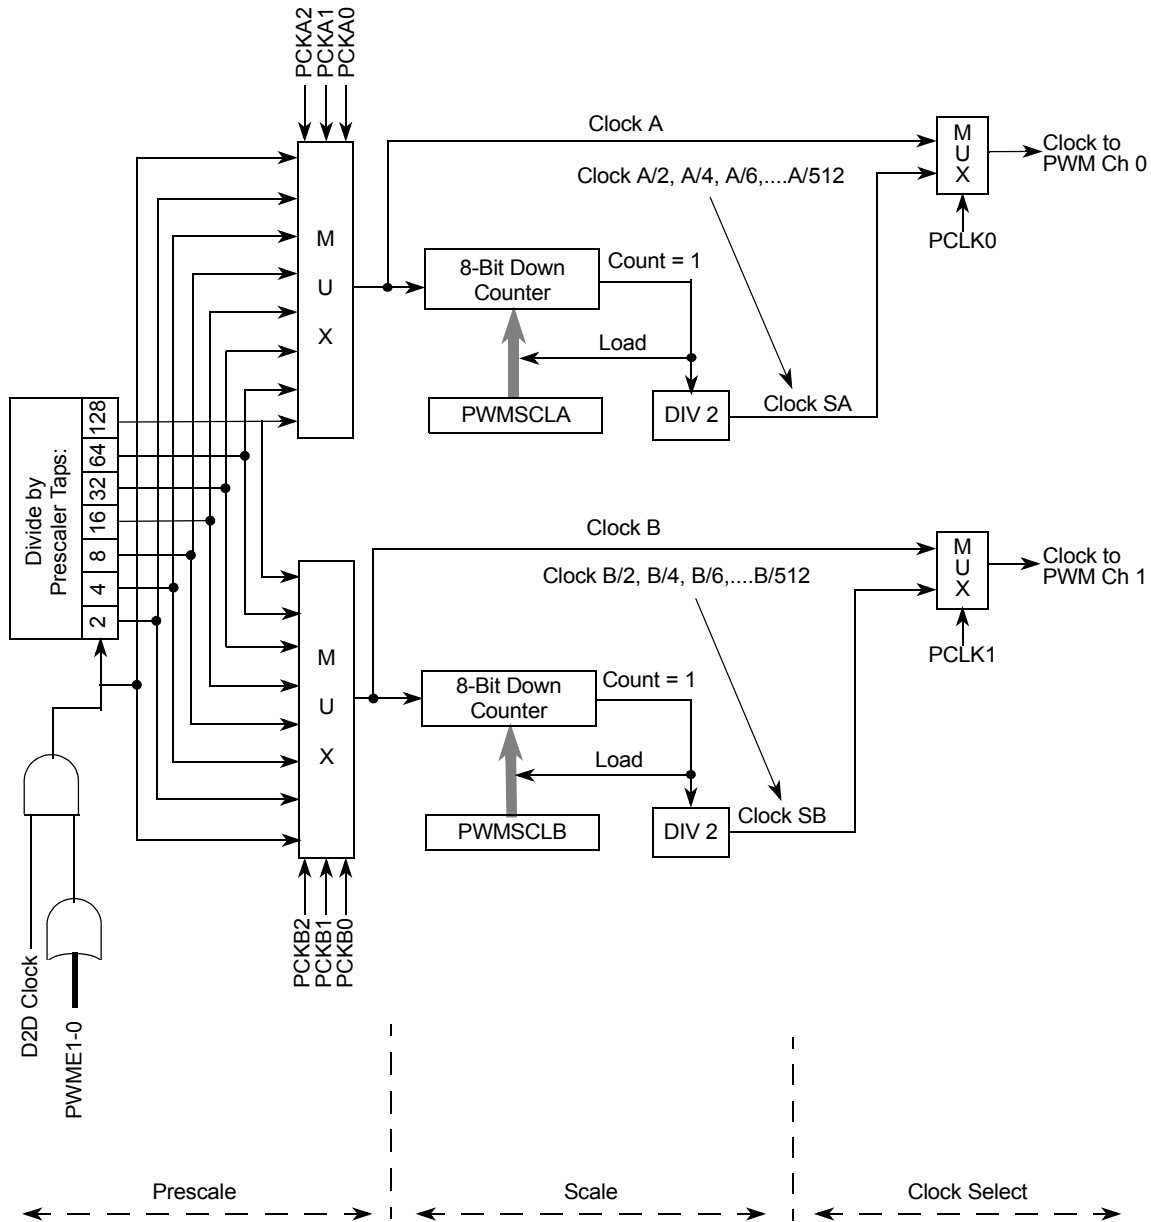 PCKA2
PCKA1
PCKA0
Clock A
M
U
X
Clock to
PWM Ch 0
Clock A/2, A/4, A/6,....A/512
PCLK0
M
U
X
8-Bit Down
Counter
Count = 1
Load
PWMSCLA
DIV 2
Clock SA
Divide by
Prescaler Taps:
128
64
32
16
8
4
2
Clock B
M
U
X
Clock to
PWM Ch 1
Clock B/2, B/4, B/6,....B/512
PCLK1
M
U
X
8-Bit Down
Counter
Count = 1
Load
PWMSCLB
DIV 2
Clock SB
PCKB2
PCKB1
PCKB0
D2D Clock
PWME1-0
Prescale
Scale
Clock Select